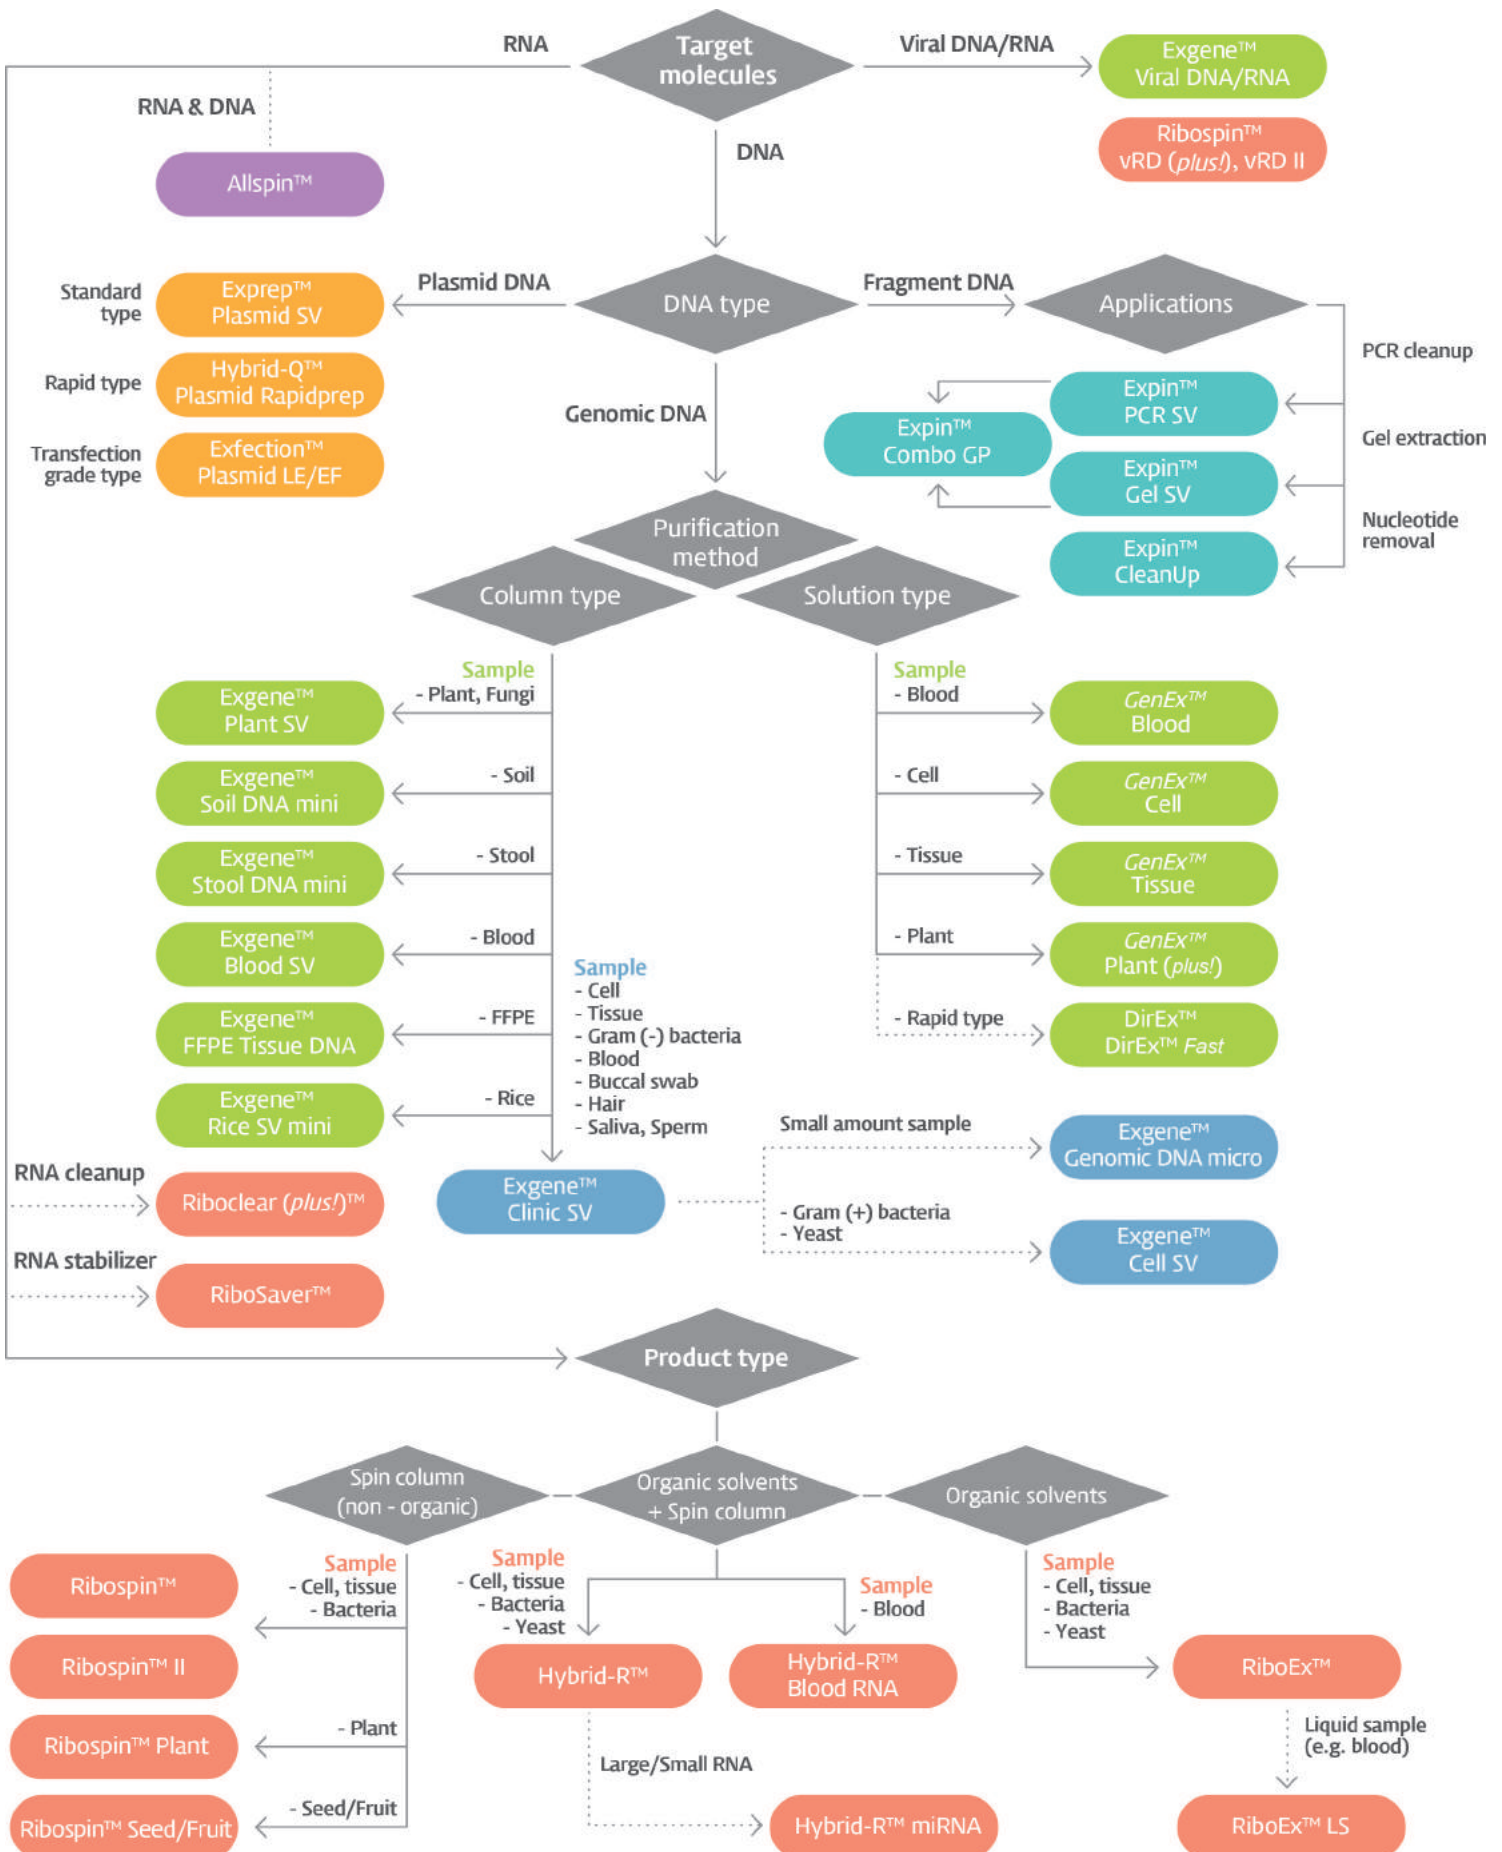 RNA
Target
molecules
Viral DNA/RNA
Exgene™
Viral DNA/RNA
RNA & DNA
Ribospin™
vRD (plus!), vRD II
DNA
Allspin™
Standard
type
Exprep™
Plasmid SV
Plasmid DNA
DNA type
Fragment DNA
Applications
PCR cleanup
Rapid type
Hybrid-Q™
Plasmid Rapidprep
Genomic DNA
Expin™
PCR SV
Expin™
Combo GP
Gel extraction
Transfection
grade type
Exfection™
Plasmid LE/EF
Expin™
Gel SV
Purification
method
Nucleotide
removal
Expin™
CleanUp
Column type
Solution type
Sample
- Plant, Fungi
Exgene™
Plant SV
- Soil
Exgene™
Soil DNA mini
- Stool
Exgene™
Stool DNA mini
- Blood
Exgene™
Blood SV
- FFPE
Exgene™
FFPE Tissue DNA
- Rice
Exgene™
Rice SV mini
Sample
- Cell
- Tissue
- Gram (-) bacteria
- Blood
- Buccal swab
- Hair
- Saliva, Sperm
Exgene™
Clinic SV
Sample
- Blood
GenEx™
Blood
- Cell
GenEx™
Cell
- Tissue
GenEx™
Tissue
- Plant
GenEx™
Plant (plus!)
- Rapid type
DirEx™
DirEx™ Fast
Small amount sample
Exgene™
Genomic DNA micro
- Gram (+) bacteria
- Yeast
Exgene™
Cell SV
RNA cleanup
Riboclear (plus!)™
RNA stabilizer
RiboSaver™
Product type
Spin column
(non - organic)
Organic solvents
+ Spin column
Organic solvents
Sample
- Cell, tissue
- Bacteria
Ribospin™
Ribospin™ II
- Plant
Ribospin™ Plant
- Seed/Fruit
Ribospin™ Seed/Fruit
Sample
- Cell, tissue
- Bacteria
- Yeast
Hybrid-R™
Sample
- Blood
Hybrid-R™
Blood RNA
Large/Small RNA
Hybrid-R™ miRNA
Sample
- Cell, tissue
- Bacteria
- Yeast
RiboEx™
Liquid sample
(e.g. blood)
RiboEx™ LS